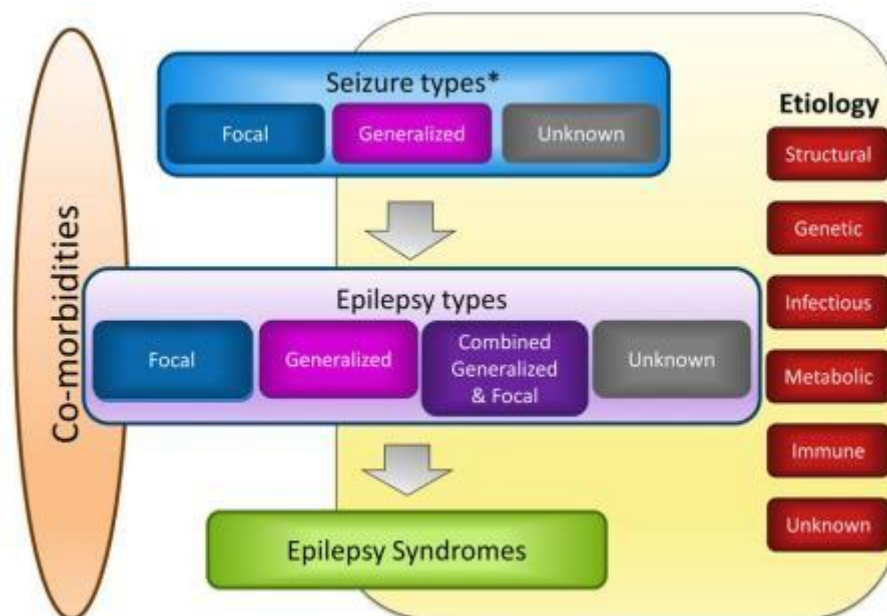 Co-morbidities
Seizure types*
Focal
Generalized
Unknown
Epilepsy types
Focal
Generalized
Combined
Generalized
& Focal
Unknown
Epilepsy Syndromes
Etiology
Structural
Genetic
Infectious
Metabolic
Immune
Unknown